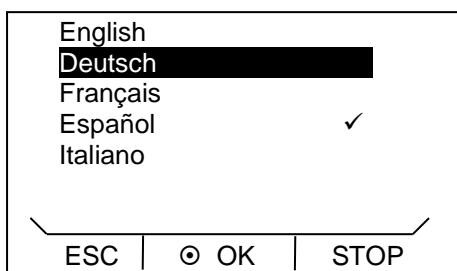 English
Deutsch
Français
Español ✓
Italiano
ESC ⊙ OK STOP